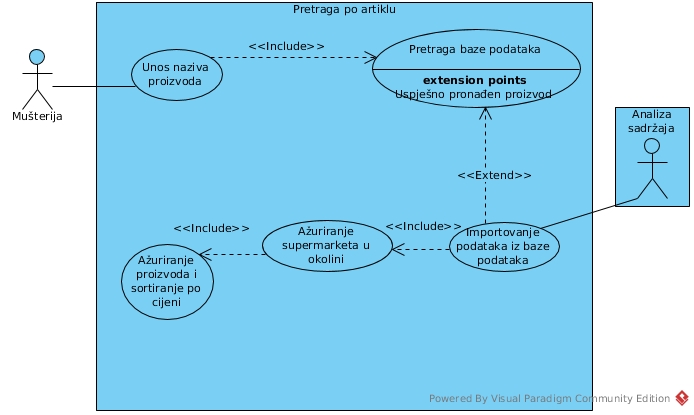 Pretraga po artiklu
<<Include>>
Pretraga baze podataka
Unos naziva
proizvoda
extension points
Uspješno pronađen proizvod
Mušterija
Analiza
sadržaja
<<Extend>>
<<Include>>
<<Include>>
Ažuriranje
supermarketa u
okolini
Importovanje
podataka iz baze
podataka
Ažuriranje
proizvoda i
sortiranje po
cijeni
Powered By Visual Paradigm Community Edition